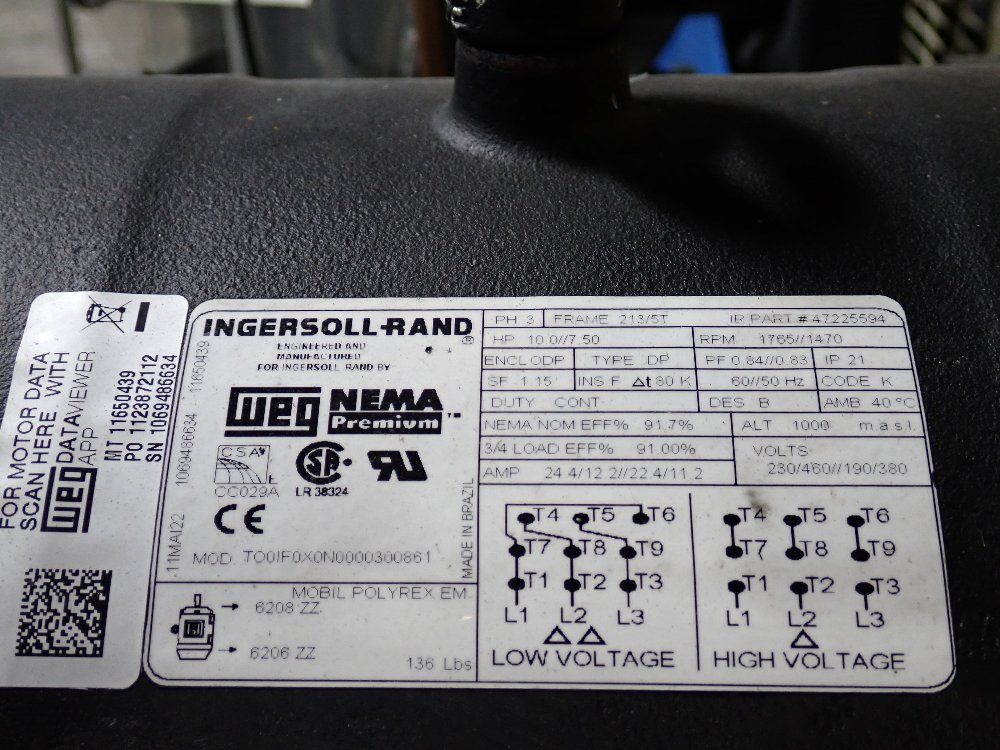 FOR MOTOR DATA
SCAN HERE WITH
WEG DATAVIEWER
APP
MT 11650439
PO 1123872112
SN 1069486634
11MAI22 1069486634 11650439
INGERSOLL-RAND®
ENGINEERED AND
MANUFACTURED
FOR INGERSOLL RAND BY
WEG NEMA
Premium™
CSA
CC029A
LR 38324
CE
MADE IN BRAZIL
MOD. TO0IF0X0N0000300861
MOBIL POLYREX EM
6208 ZZ
6206 ZZ
136 Lbs
PH 3 FRAME 213/5T IR PART # 47225594
HP 10.0//7.50 RPM 1765//1470
ENCL ODP TYPE DP PF 0.84//0.83 IP 21
SF 1.15 INS F Δt 80 K 60//50 Hz CODE K
DUTY CONT. DES B AMB 40°C
NEMA NOM EFF% 91.7% ALT 1000 m.a.s.l.
3/4 LOAD EFF% 91.00% VOLTS
AMP 24.4/12.2//22.4/11.2 230/460//190/380
T4 T5 T6
T7 T8 T9
T1 T2 T3
L1 L2 L3
LOW VOLTAGE
T4 T5 T6
T7 T8 T9
T1 T2 T3
L1 L2 L3
HIGH VOLTAGE